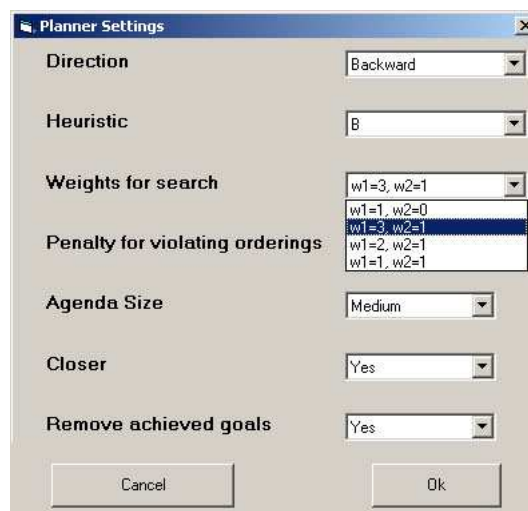 Planner Settings
Direction
Backward
Heuristic
B
Weights for search
w1=3, w2=1
w1=1, w2=0
w1=3, w2=1
w1=2, w2=1
w1=1, w2=1
Penalty for violating orderings
Agenda Size
Medium
Closer
Yes
Remove achieved goals
Yes
Cancel
Ok